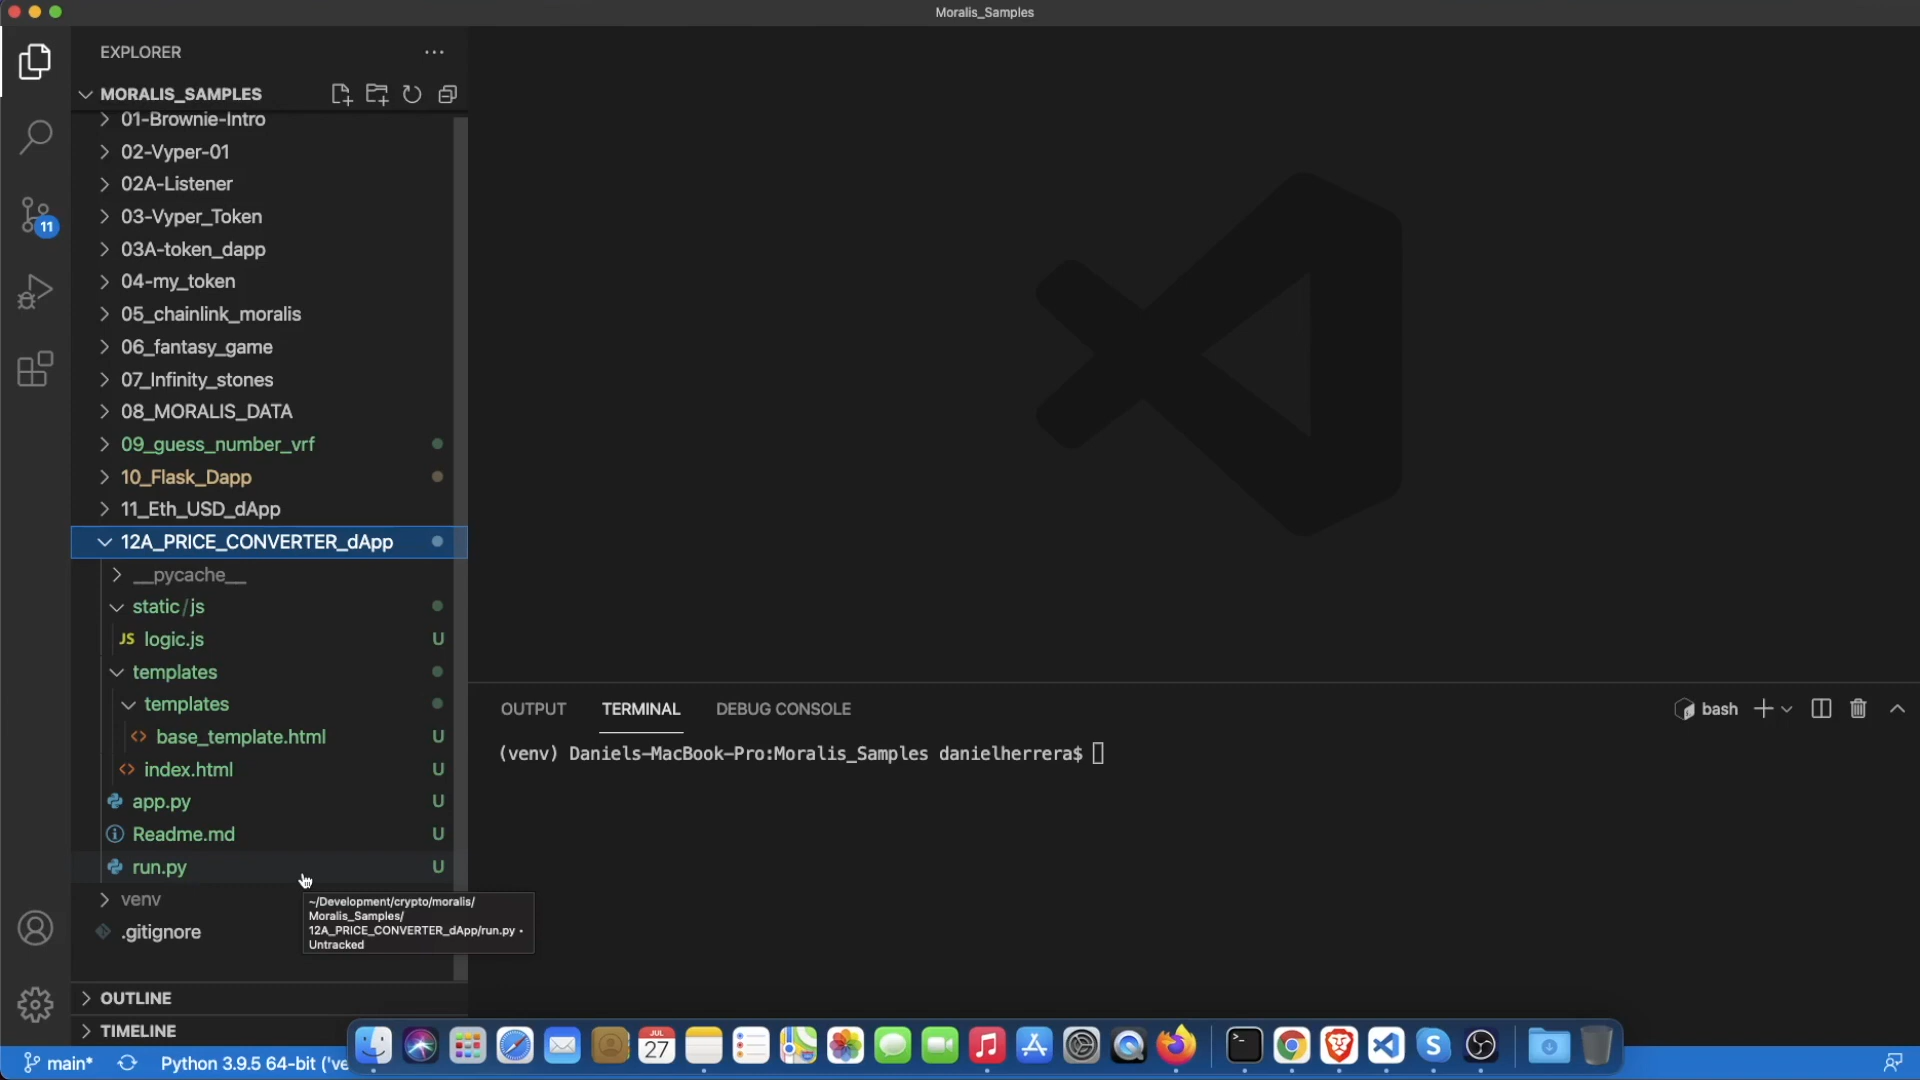 Moralis_Samples
EXPLORER
MORALIS_SAMPLES
01-Brownie-Intro
02-Vyper-01
02A-Listener
03-Vyper_Token
03A-token_dapp
04-my_token
05_chainlink_moralis
06_fantasy_game
07_Infinity_stones
08_MORALIS_DATA
09_guess_number_vrf
10_Flask_Dapp
11_Eth_USD_dApp
12A_PRICE_CONVERTER_dApp
__pycache__
static/js
JS logic.js U
templates
templates
<> base_template.html U
<> index.html U
app.py U
Readme.md U
run.py U
venv
.gitignore
~/Development/crypto/moralis/
Moralis_Samples/
12A_PRICE_CONVERTER_dApp/run.py •
Untracked
OUTLINE
TIMELINE
main*
Python 3.9.5 64-bit ('ve
11
OUTPUT
TERMINAL
DEBUG CONSOLE
bash
(venv) Daniels-MacBook-Pro:Moralis_Samples danielherrera$
JUL
27